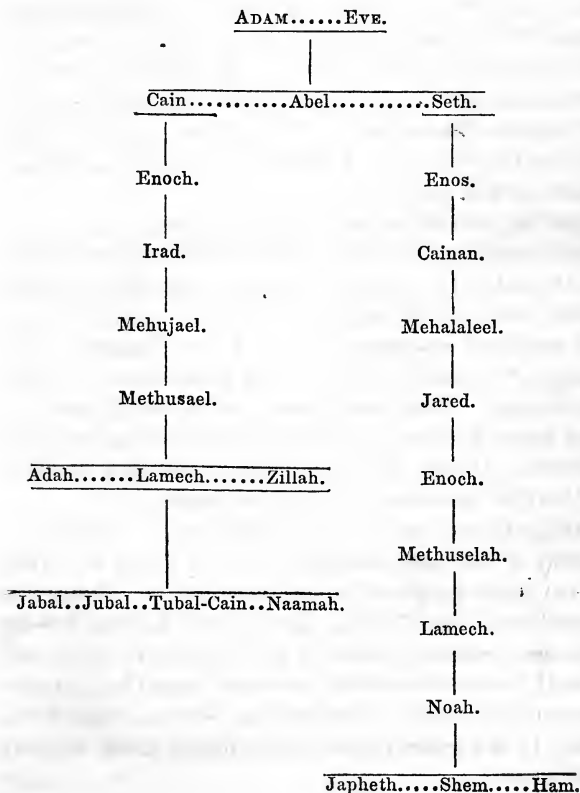 ADAM......EVE.
Cain...........Abel..........Seth.
Enoch. Enos.
Irad. Cainan.
Mehujael. Mehalaleel.
Methusael. Jared.
Adah.......Lamech.......Zillah. Enoch.
Methuselah.
Jabal..Jubal..Tubal-Cain..Naamah.
Lamech.
Noah.
Japheth.....Shem.....Ham.